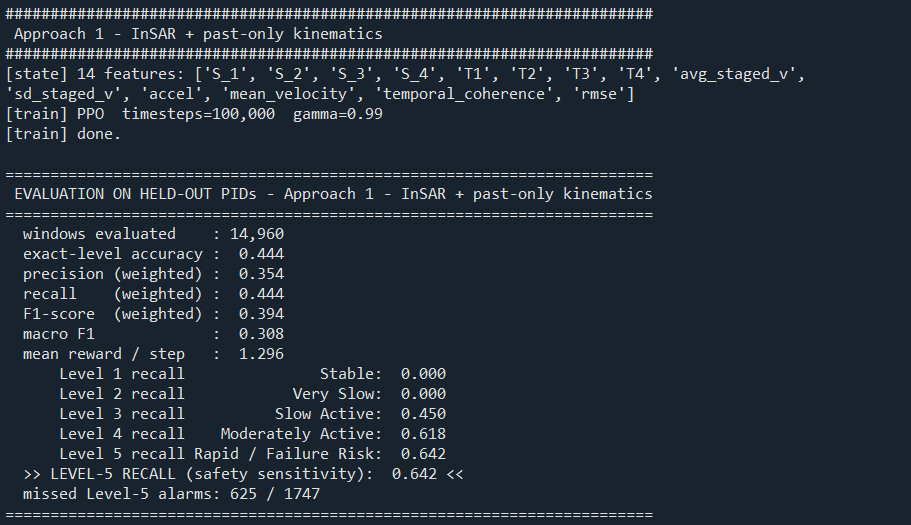 ########################################################################
Approach 1 - InSAR + past-only kinematics
########################################################################
[state] 14 features: ['S_1', 'S_2', 'S_3', 'S_4', 'T1', 'T2', 'T3', 'T4', 'avg_staged_v',
'sd_staged_v', 'accel', 'mean_velocity', 'temporal_coherence', 'rmse']
[train] PPO  timesteps=100,000  gamma=0.99
[train] done.
========================================================================
EVALUATION ON HELD-OUT PIDs - Approach 1 - InSAR + past-only kinematics
========================================================================
windows evaluated    : 14,960
exact-level accuracy :  0.444
precision (weighted) :  0.354
recall    (weighted) :  0.444
F1-score  (weighted) :  0.394
macro F1             :  0.308
mean reward / step   :  1.296
Level 1 recall               Stable:  0.000
Level 2 recall            Very Slow:  0.000
Level 3 recall          Slow Active:  0.450
Level 4 recall    Moderately Active:  0.618
Level 5 recall Rapid / Failure Risk:  0.642
>> LEVEL-5 RECALL (safety sensitivity):  0.642 <<
missed Level-5 alarms: 625 / 1747
========================================================================